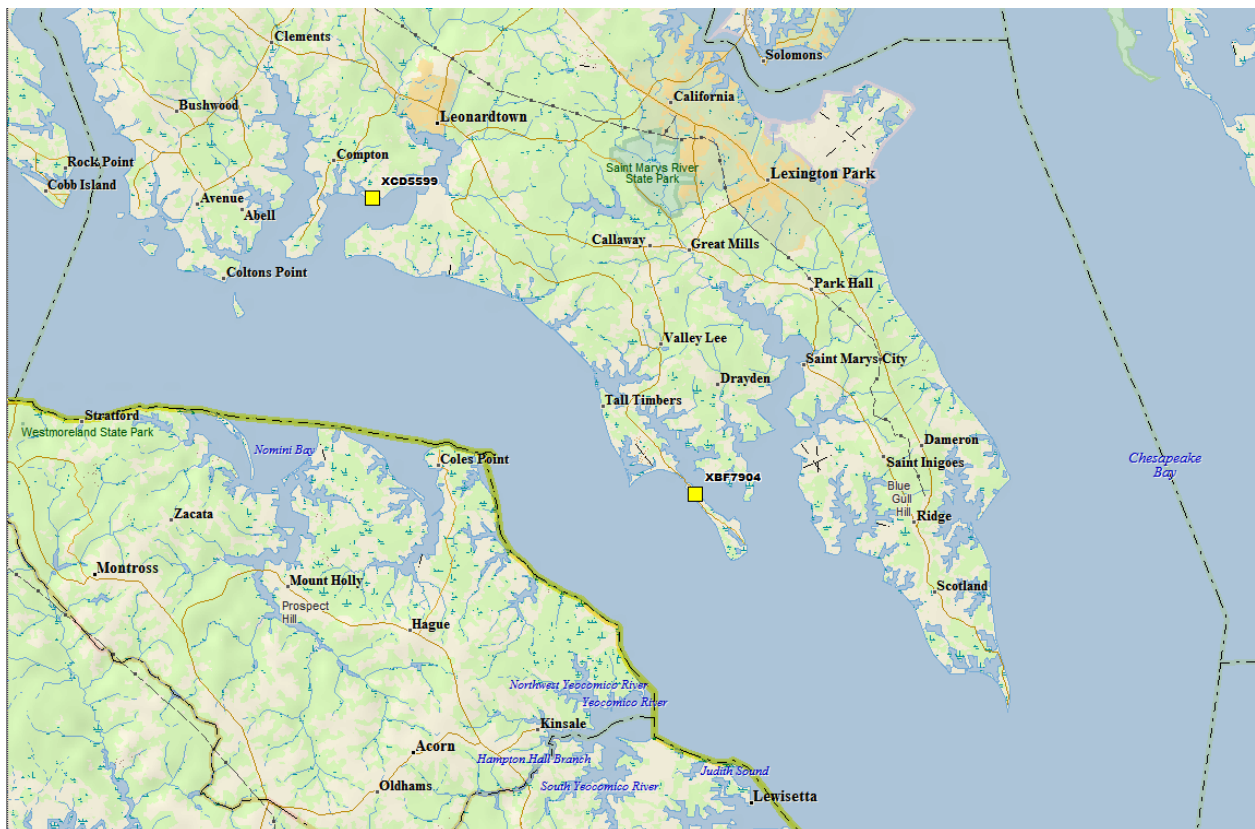 Solomons
Clements
California
Bushwood
Leonardtown
Compton
Rock Point
Saint Marys River
State Park
Lexington Park
XCD5599
Cobb Island
Avenue
Abell
Callaway
Great Mills
Coltons Point
Park Hall
Valley Lee
Saint Marys City
Drayden
Tall Timbers
Stratford
Westmoreland State Park
Nomini Bay
Dameron
Coles Point
Saint Inigoes
Chesapeake
Bay
XBF7904
Blue
Gull
Hill
Zacata
Ridge
Montross
Mount Holly
Scotland
Prospect
Hill
Hague
Northwest Yeocomico River
Yeocomico River
Kinsale
Acorn
Hampton Hall Branch
Judith Sound
South Yeocomico River
Oldhams
Lewisetta